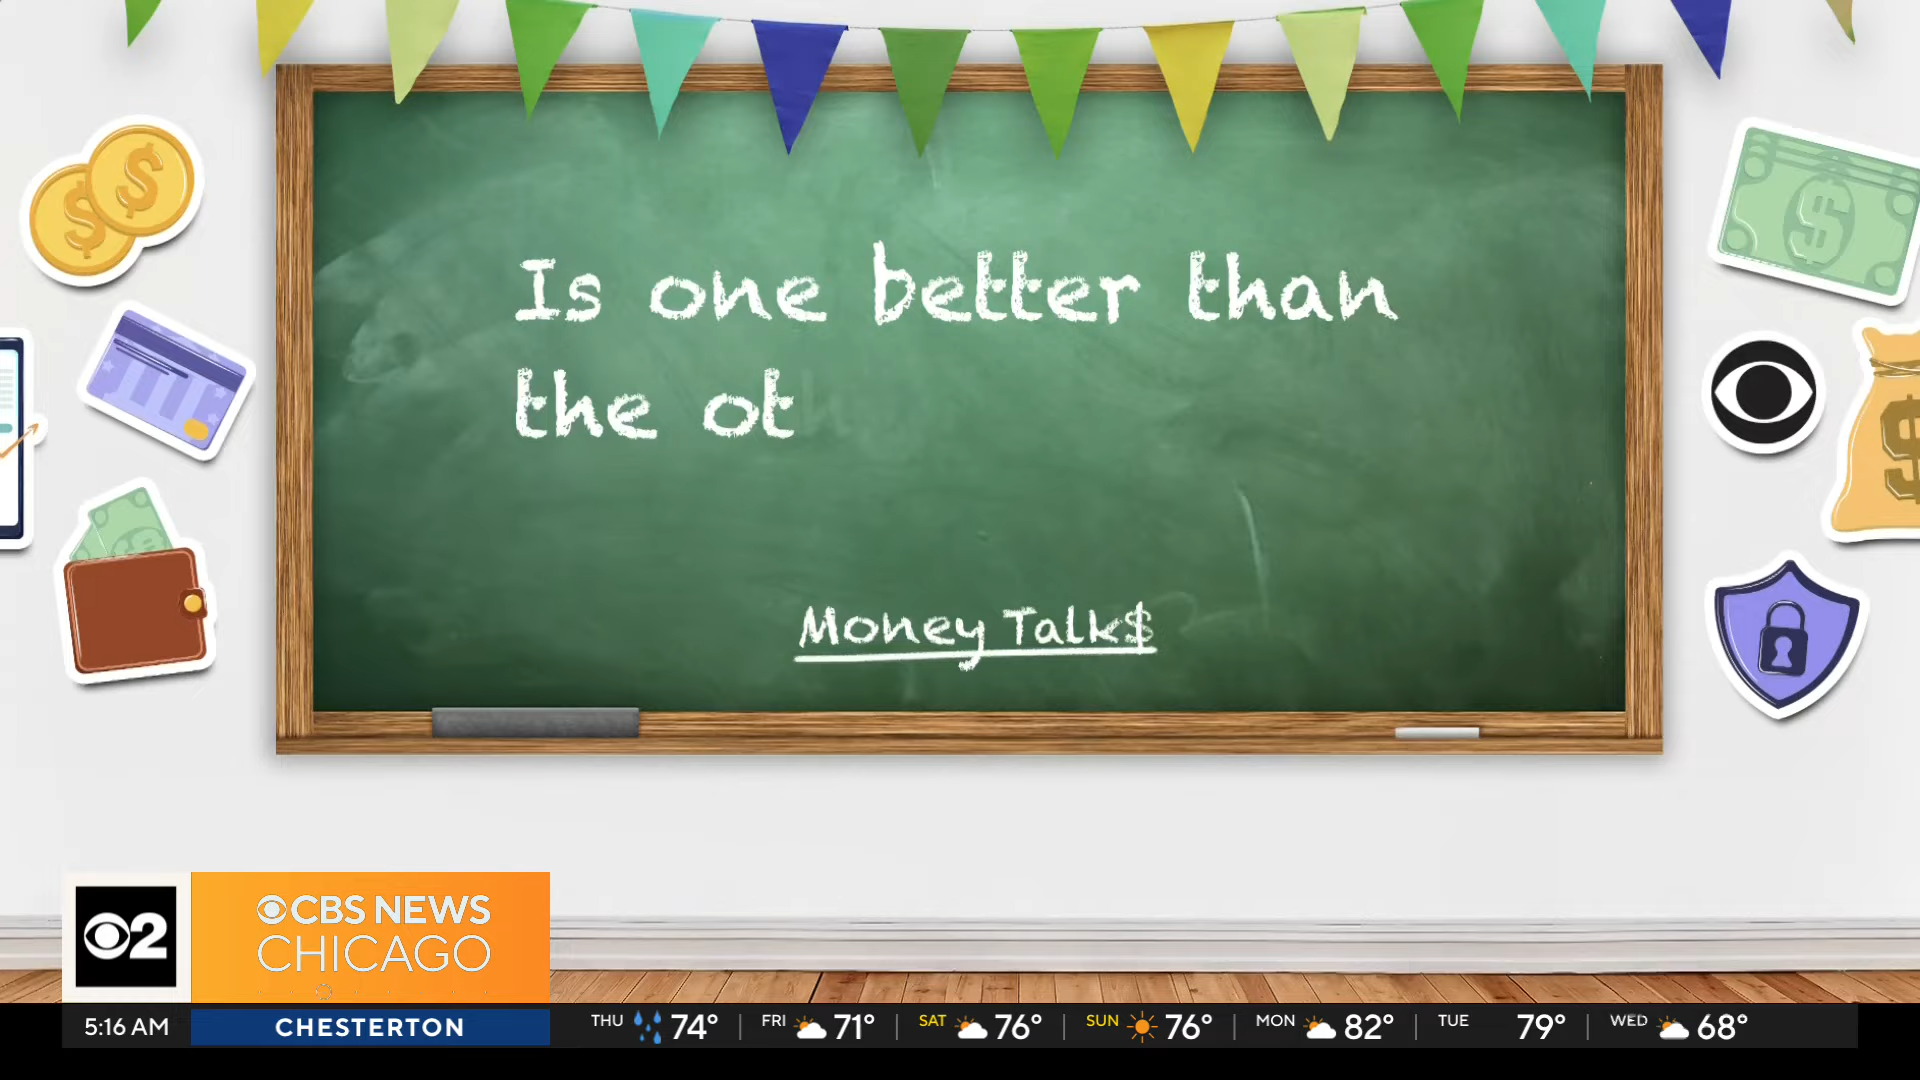 Is one better than
the ot
Money Talk$
2
CBS NEWS
CHICAGO
5:16 AM
CHESTERTON
THU 74° | FRI 71° | SAT 76° | SUN 76° | MON 82° | TUE 79° | WED 68°